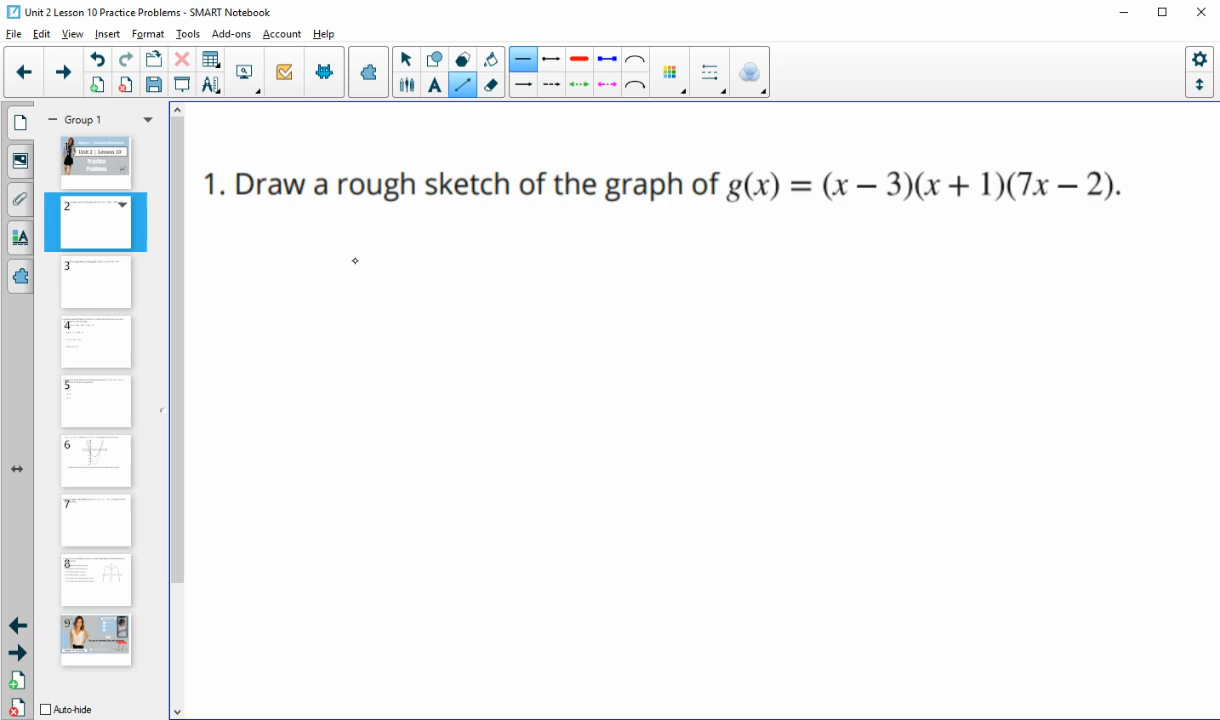 Unit 2 Lesson 10 Practice Problems - SMART Notebook
File Edit View Insert Format Tools Add-ons Account Help
Group 1
Unit 2 | Lesson 10
Practice
Problems
2
3
4
5
6
7
8
9
Auto-hide
1. Draw a rough sketch of the graph of g(x) = (x − 3)(x + 1)(7x − 2).